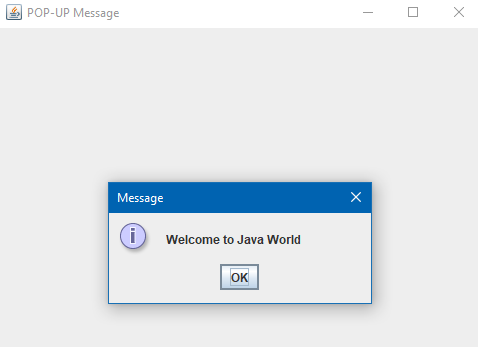 POP-UP Message
Message
Welcome to Java World
OK